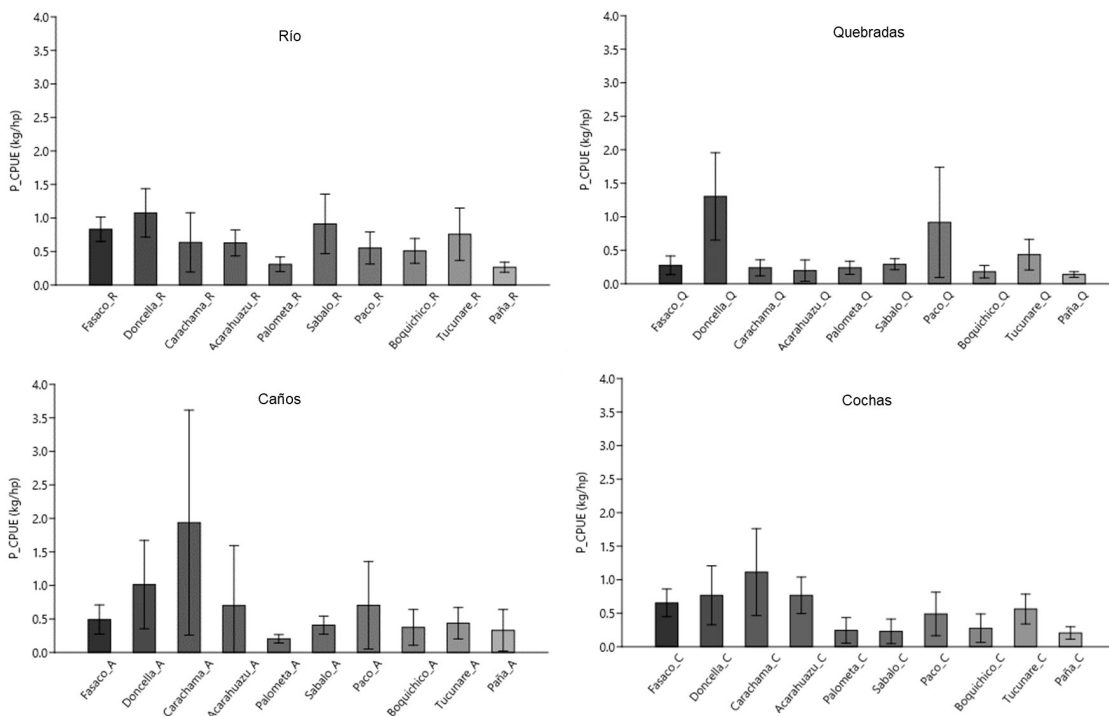 Río
P_CPUE (kg/hp)
4.0
3.5
3.0
2.5
2.0
1.5
1.0
0.5
0.0
Fasaco_R
Doncella_R
Carachama_R
Acarahuazu_R
Palometa_R
Sabalo_R
Paco_R
Boquichico_R
Tucunare_R
Paña_R
Quebradas
P_CPUE (kg/hp)
4.0
3.5
3.0
2.5
2.0
1.5
1.0
0.5
0.0
Fasaco_Q
Doncella_Q
Carachama_Q
Acarahuazu_Q
Palometa_Q
Sabalo_Q
Paco_Q
Boquichico_Q
Tucunare_Q
Paña_Q
Caños
P_CPUE (kg/hp)
4.0
3.5
3.0
2.5
2.0
1.5
1.0
0.5
0.0
Fasaco_A
Doncella_A
Carachama_A
Acarahuazu_A
Palometa_A
Sabalo_A
Paco_A
Boquichico_A
Tucunare_A
Paña_A
Cochas
P_CPUE (kg/hp)
4.0
3.5
3.0
2.5
2.0
1.5
1.0
0.5
0.0
Fasaco_C
Doncella_C
Carachama_C
Acarahuazu_C
Palometa_C
Sabalo_C
Paco_C
Boquichico_C
Tucunare_C
Paña_C